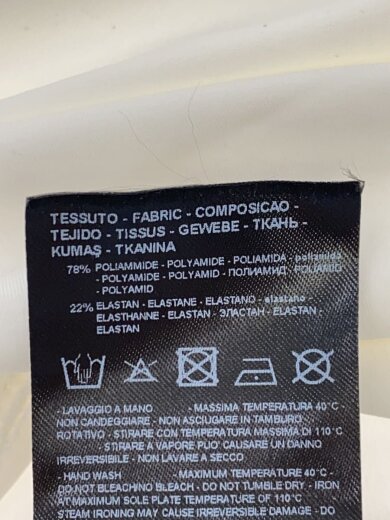 TESSUTO - FABRIC - COMPOSICAO -
TEJIDO - TISSUS - GEWEBE - ТКАНЬ -
KUMAŞ - TKANINA
78% POLIAMMIDE - POLYAMIDE - POLIAMIDA - poliamida
- POLYAMIDE - POLYAMID - ПОЛИАМИД - POLIAMID
- POLYAMID
22% ELASTAN - ELASTANE - ELASTANO - elastano -
ELASTHANNE - ELASTAN - ЭЛАСТАН - ELASTAN -
ELASTAN
- LAVAGGIO A MANO - MASSIMA TEMPERATURA 40°C -
NON CANDEGGIARE - NON ASCIUGARE IN TAMBURO
ROTATIVO - STIRARE CON TEMPERATURA MASSIMA DI 110°C
- STIRARE A VAPORE PUO' CAUSARE UN DANNO
IRREVERSIBILE - NON LAVARE A SECCO
- HAND WASH - MAXIMUM TEMPERATURE 40°C -
DO NOT BLEACHING BLEACH - DO NOT TUMBLE DRY - IRON
AT MAXIMUM SOLE PLATE TEMPERATURE OF 110°C
STEAM IRONING MAY CAUSE IRREVERSIBLE DAMAGE - DO